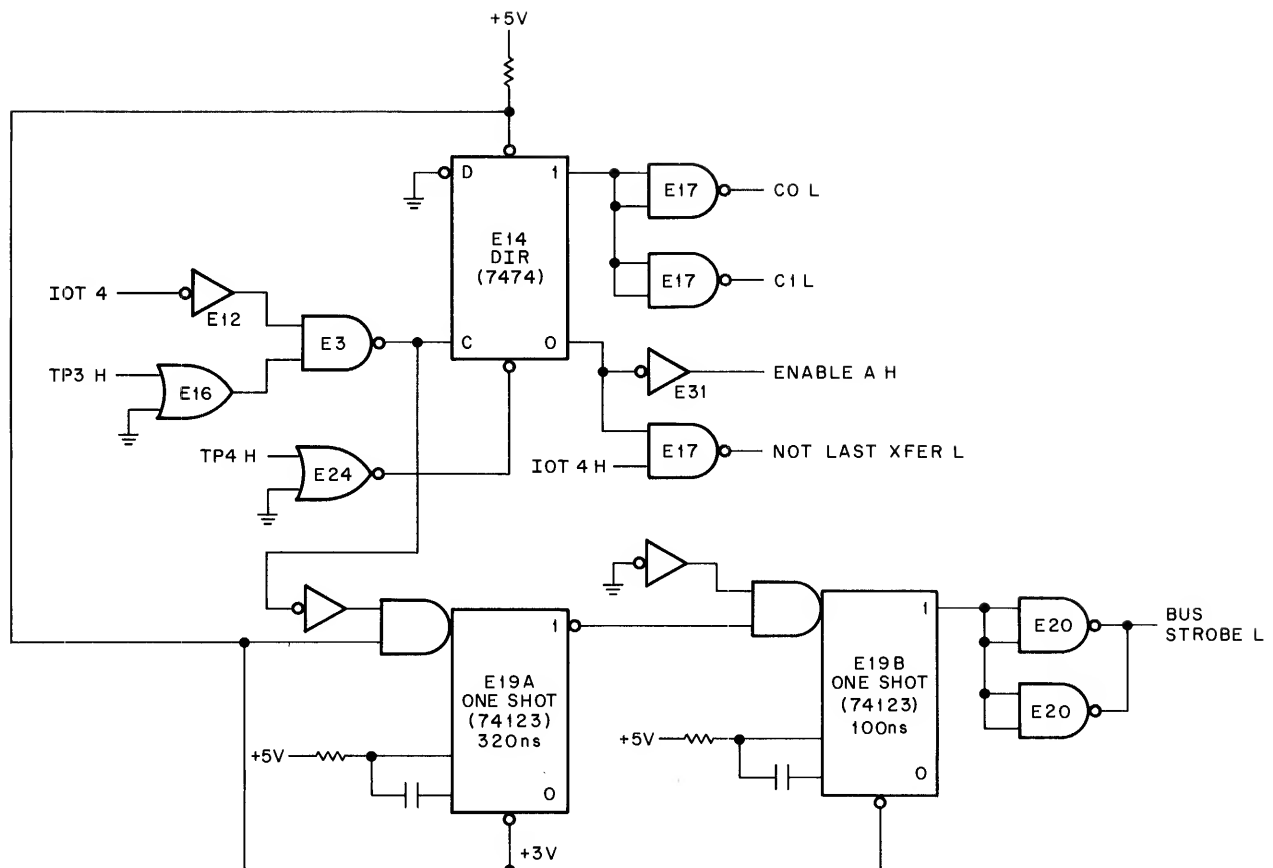 +5V
D
1
E17
C0 L
E14
DIR
(7474)
E17
C1 L
IOT 4
E12
E3
C
0
TP3 H
E16
E31
ENABLE A H
TP4 H
E24
IOT 4 H
E17
NOT LAST XFER L
1
1
E20
BUS
STROBE L
E19A
ONE SHOT
(74123)
320ns
E19B
ONE SHOT
(74123)
100ns
E20
+5V
+5V
0
0
+3V